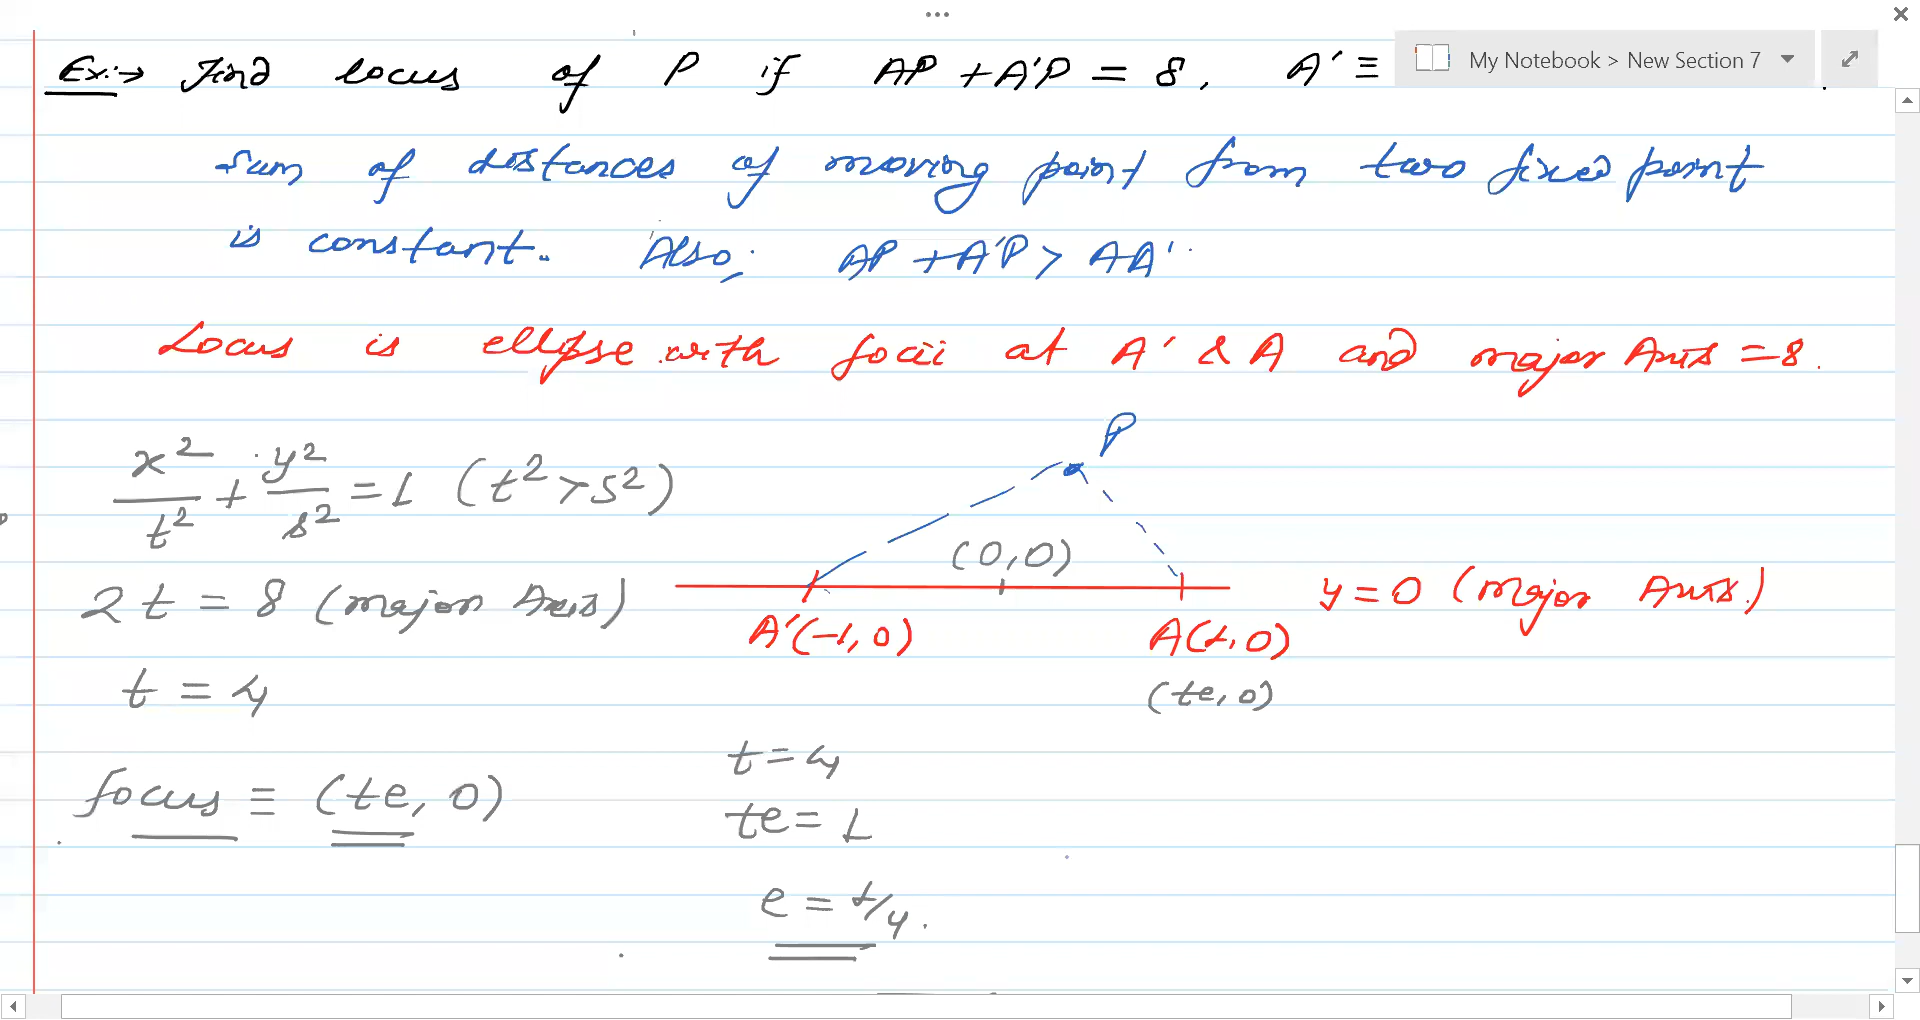 ...
Ex:→ Find locus of P if AP + A'P = 8, A' ≡
My Notebook > New Section 7
Sum of distances of moving point from two fixed point
is constant. Also; AP + A'P > AA'
Locus is ellipse with focii at A' & A and major Axis = 8.
P
x²/t² + y²/s² = 1 (t² > s²)
(0,0)
2t = 8 (major Axis)
y = 0 (major Axis.)
A'(-1,0) A(1,0)
t = 4
(te, 0)
t = 4
focus ≡ (te, 0)
te = 1
e = 1/4.